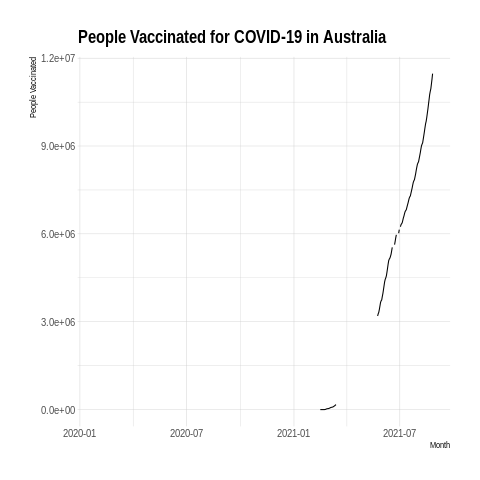 People Vaccinated for COVID-19 in Australia
People Vaccinated
1.2e+07
9.0e+06
6.0e+06
3.0e+06
0.0e+00
2020-01
2020-07
2021-01
2021-07
Month